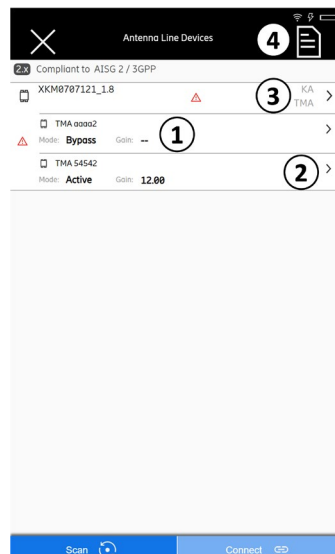 Antenna Line Devices
4
2.x Compliant to AISG 2 / 3GPP
XKM0707121_1.8
3
KA
TMA
TMA aaaa2
Mode: Bypass Gain: --
1
TMA 54542
Mode: Active Gain: 12.00
2
Scan
Connect